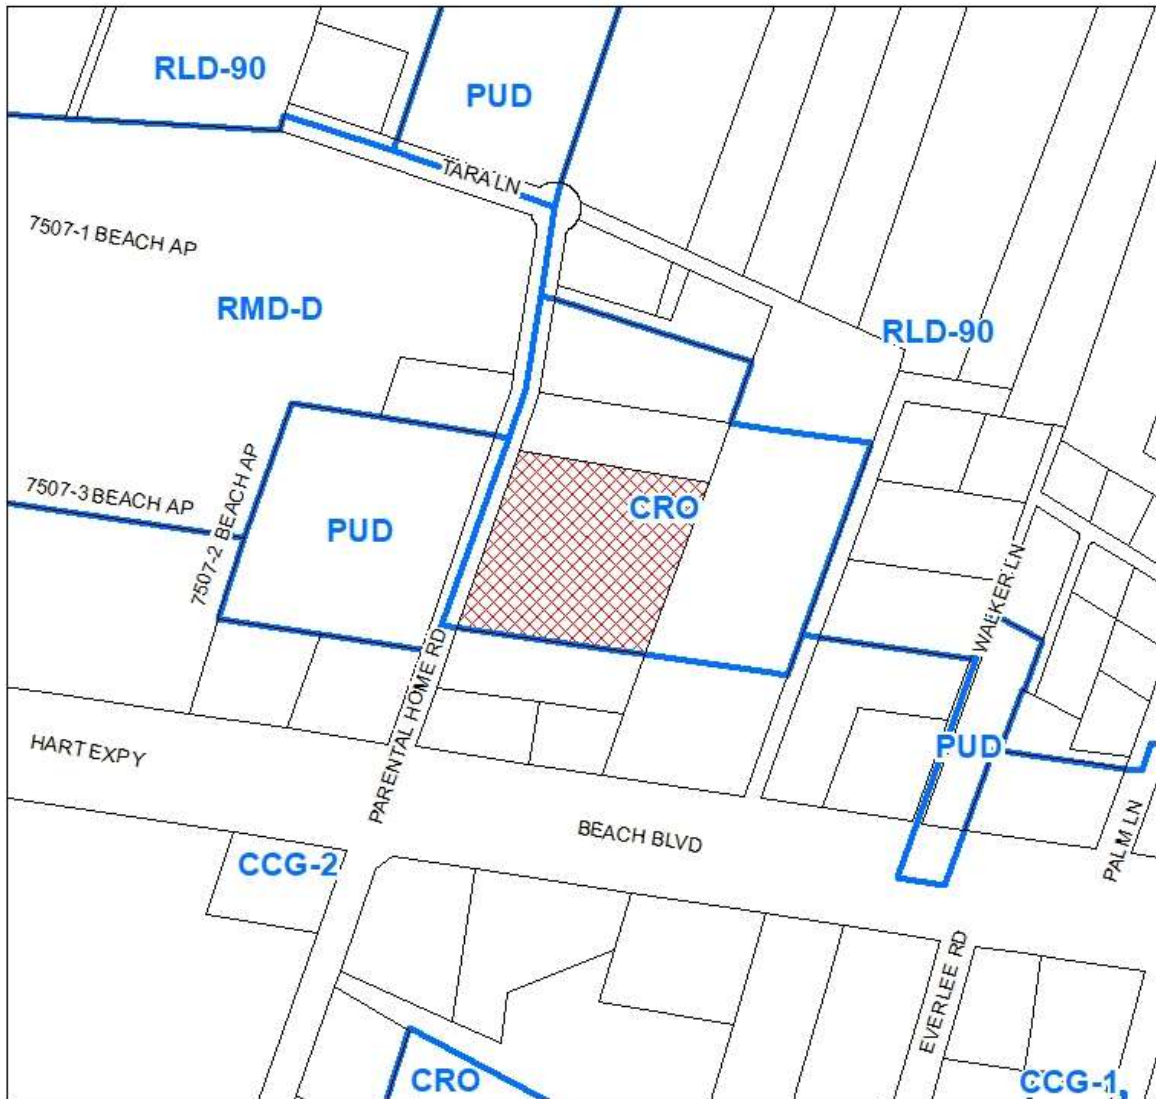 RLD-90
PUD
TARA LN
7507-1 BEACH AP
RMD-D
RLD-90
7507-3 BEACH AP
7507-2 BEACH AP
PUD
CRO
WALKER LN
PARENTAL HOME RD
HART EXPY
PUD
BEACH BLVD
PALM LN
CCG-2
EVERLEE RD
CRO
CCG-1